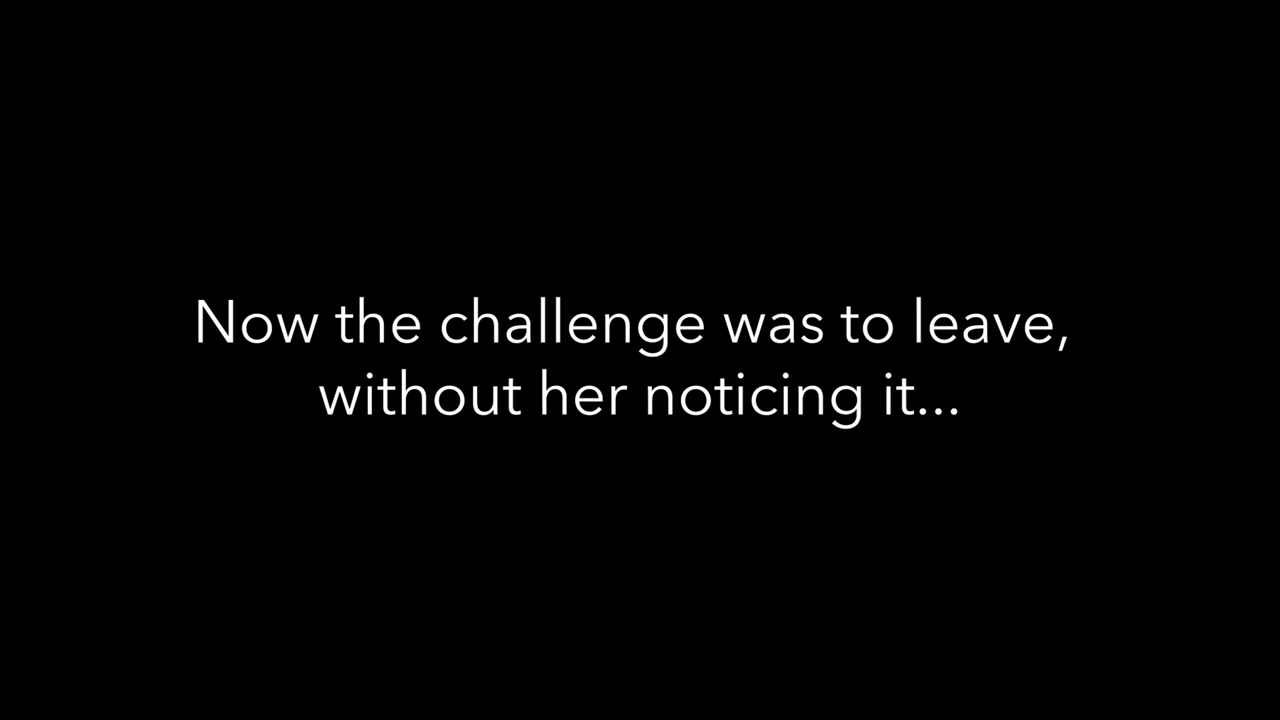 Now the challenge was to leave,
without her noticing it...